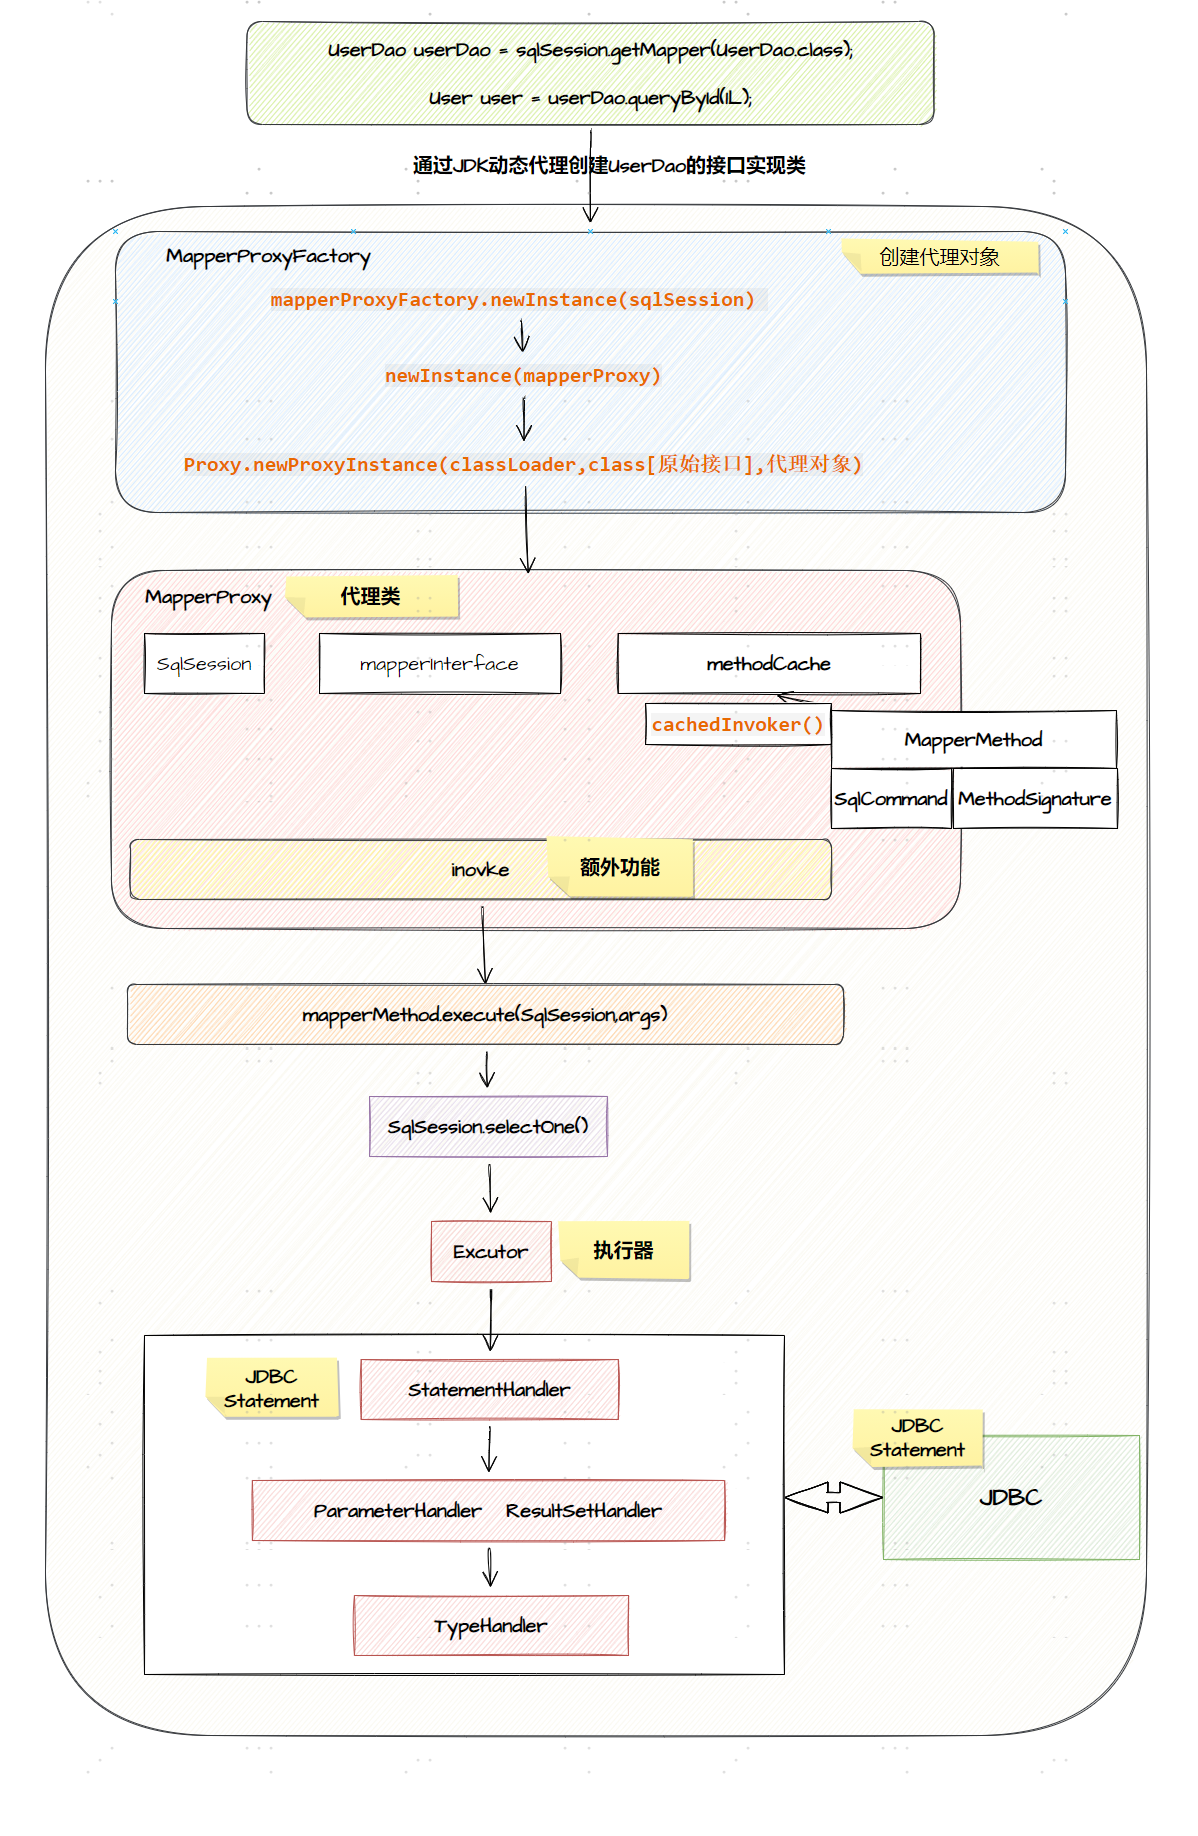 UserDao userDao = sqlSession.getMapper(UserDao.class);
User user = userDao.queryById(1L);
通过JDK动态代理创建UserDao的接口实现类
MapperProxyFactory
创建代理对象
mapperProxyFactory.newInstance(sqlSession)
newInstance(mapperProxy)
Proxy.newProxyInstance(classLoader,class[原始接口],代理对象)
MapperProxy
代理类
SqlSession
mapperInterface
methodCache
cachedInvoker()
MapperMethod
SqlCommand
MethodSignature
inovke
额外功能
mapperMethod.execute(SqlSession,args)
SqlSession.selectOne()
Excutor
执行器
JDBC
Statement
StatementHandler
JDBC
Statement
JDBC
ParameterHandler ResultSetHandler
TypeHandler